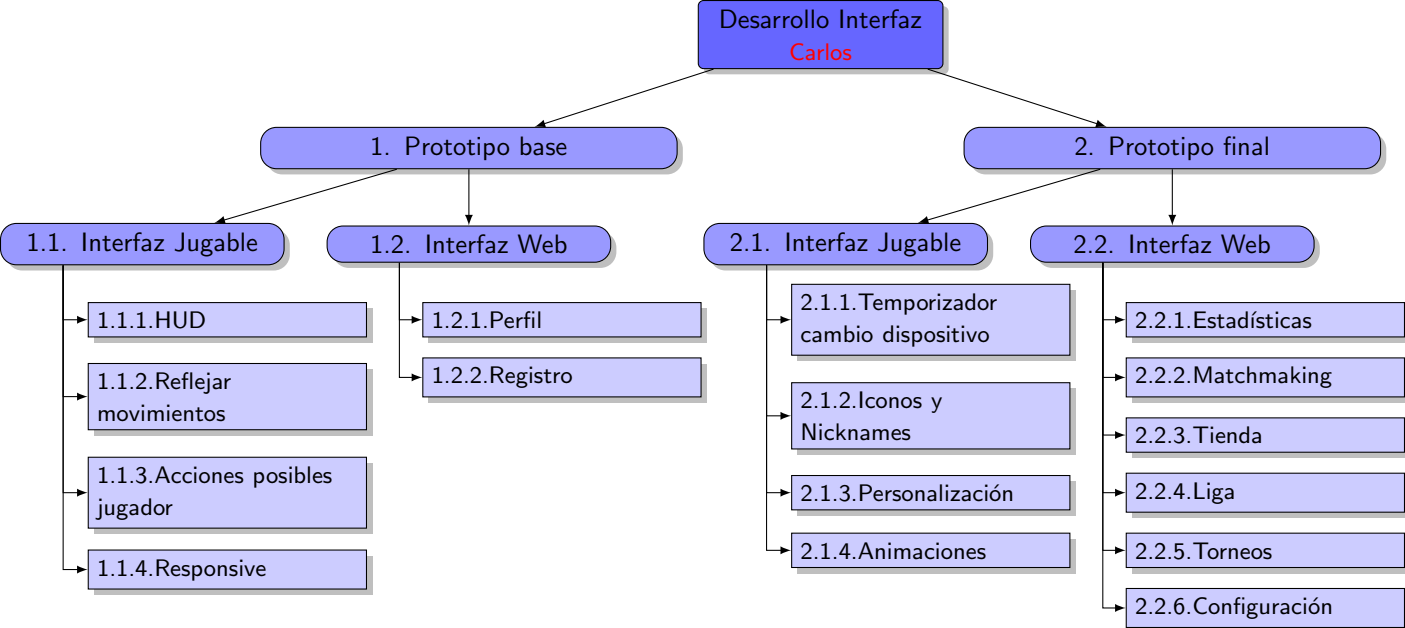 Desarrollo Interfaz
Carlos
1. Prototipo base
2. Prototipo final
1.1. Interfaz Jugable
1.2. Interfaz Web
2.1. Interfaz Jugable
2.2. Interfaz Web
1.1.1.HUD
1.1.2.Reflejar
movimientos
1.1.3.Acciones posibles
jugador
1.1.4.Responsive
1.2.1.Perfil
1.2.2.Registro
2.1.1.Temporizador
cambio dispositivo
2.1.2.Iconos y
Nicknames
2.1.3.Personalización
2.1.4.Animaciones
2.2.1.Estadísticas
2.2.2.Matchmaking
2.2.3.Tienda
2.2.4.Liga
2.2.5.Torneos
2.2.6.Configuración